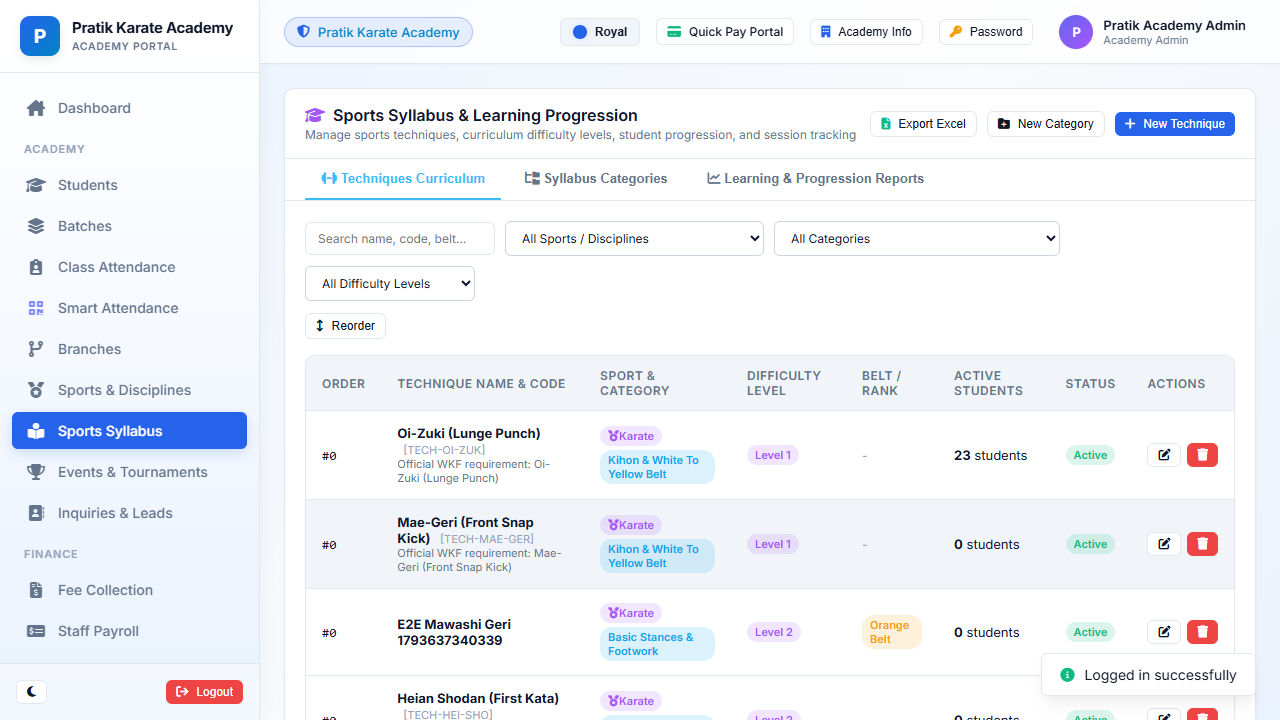 P
Pratik Karate Academy
ACADEMY PORTAL
Pratik Karate Academy
Royal
Quick Pay Portal
Academy Info
Password
P
Pratik Academy Admin
Academy Admin
Dashboard
ACADEMY
Students
Batches
Class Attendance
Smart Attendance
Branches
Sports & Disciplines
Sports Syllabus
Events & Tournaments
Inquiries & Leads
FINANCE
Fee Collection
Staff Payroll
Logout
Sports Syllabus & Learning Progression
Manage sports techniques, curriculum difficulty levels, student progression, and session tracking
Export Excel
New Category
New Technique
Techniques Curriculum
Syllabus Categories
Learning & Progression Reports
Search name, code, belt...
All Sports / Disciplines
All Categories
All Difficulty Levels
Reorder
ORDER
TECHNIQUE NAME & CODE
SPORT &
CATEGORY
DIFFICULTY
LEVEL
BELT /
RANK
ACTIVE
STUDENTS
STATUS
ACTIONS
#0
Oi-Zuki (Lunge Punch)
[TECH-OI-ZUK]
Official WKF requirement: Oi-
Zuki (Lunge Punch)
Karate
Kihon & White To
Yellow Belt
Level 1
-
23 students
Active
#0
Mae-Geri (Front Snap
Kick) [TECH-MAE-GER]
Official WKF requirement: Mae-
Geri (Front Snap Kick)
Karate
Kihon & White To
Yellow Belt
Level 1
-
0 students
Active
#0
E2E Mawashi Geri
1793637340339
Karate
Basic Stances &
Footwork
Level 2
Orange
Belt
0 students
Active
#0
Heian Shodan (First Kata)
[TECH-HEI-SHO]
Karate
Level 2
0 students
Active
Logged in successfully